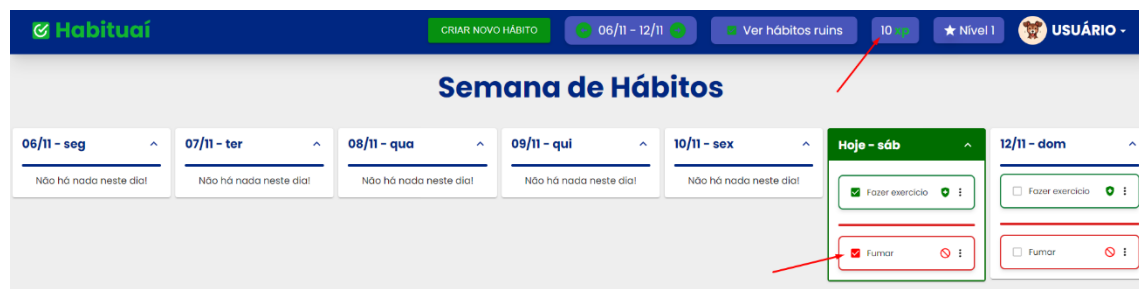 Habituaí
CRIAR NOVO HÁBITO
06/11 - 12/11
Ver hábitos ruins
10 xp
Nível 1
USUÁRIO
Semana de Hábitos
06/11 - seg
Não há nada neste dia!
07/11 - ter
Não há nada neste dia!
08/11 - qua
Não há nada neste dia!
09/11 - qui
Não há nada neste dia!
10/11 - sex
Não há nada neste dia!
Hoje - sáb
Fazer exercicio
Fumar
12/11 - dom
Fazer exercicio
Fumar